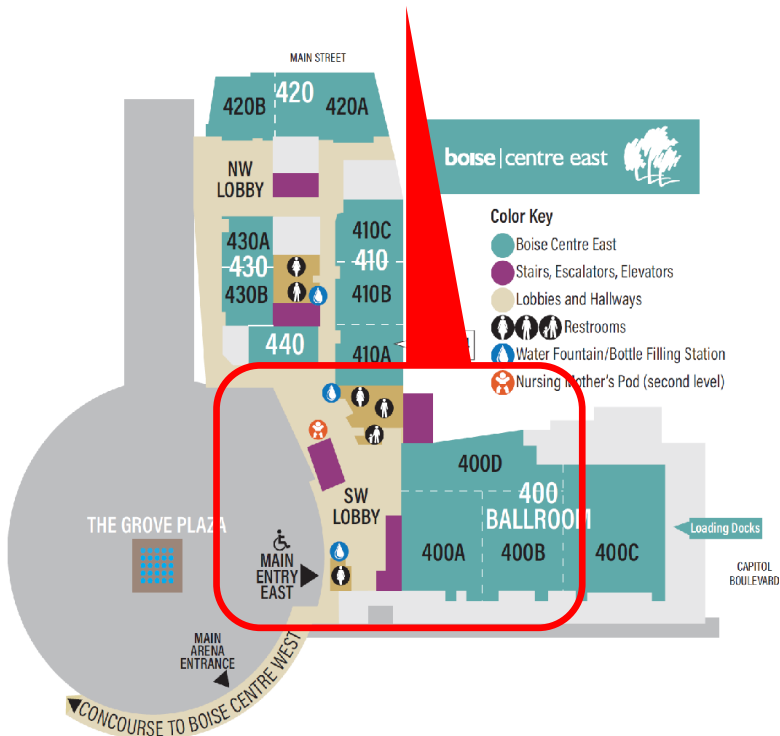 MAIN STREET
420B
420
420A
boise | centre east
NW
LOBBY
Color Key
Boise Centre East
Stairs, Escalators, Elevators
Lobbies and Hallways
Restrooms
Water Fountain/Bottle Filling Station
Nursing Mother's Pod (second level)
430A
430
430B
410C
410
410B
440
410A
400D
SW
LOBBY
400
BALLROOM
400A
400B
400C
Loading Docks
CAPITOL
BOULEVARD
THE GROVE PLAZA
MAIN
ENTRY
EAST
MAIN
ARENA
ENTRANCE
CONCOURSE TO BOISE CENTRE WEST